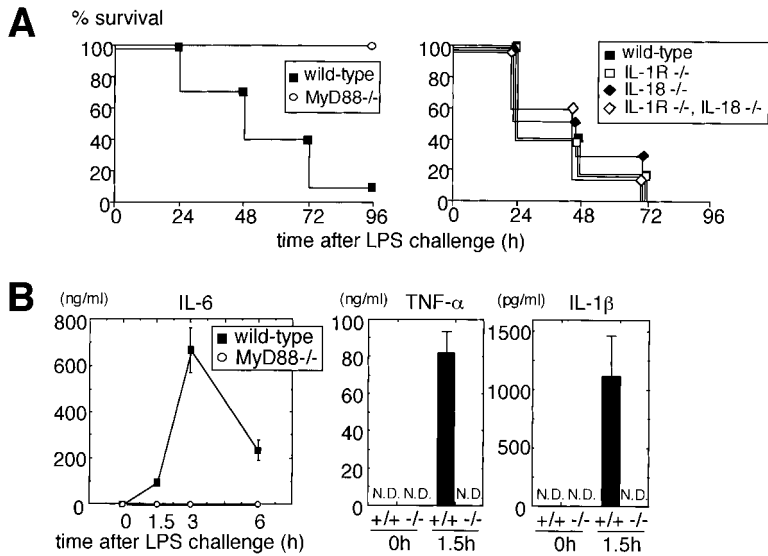 A
% survival
100
80
60
40
20
0
wild-type
MyD88-/-
0 24 48 72 96
100
80
60
40
20
0
wild-type
IL-1R -/-
IL-18 -/-
IL-1R -/-, IL-18 -/-
0 24 48 72 96
time after LPS challenge (h)
B
(ng/ml) IL-6
800
600
400
200
0
wild-type
MyD88-/-
0 1.5 3 6
time after LPS challenge (h)
(ng/ml) TNF-α
100
80
60
40
20
0
N.D. N.D. N.D.
+/+ -/- +/+ -/-
0h 1.5h
(pg/ml) IL-1β
1500
1000
500
0
N.D. N.D. N.D.
+/+ -/- +/+ -/-
0h 1.5h